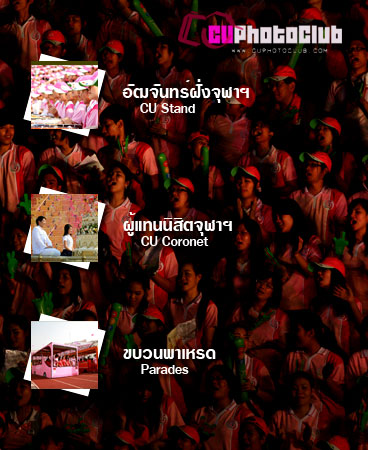 CUPHOTOCLUB
WWW.CUPHOTOCLUB.COM
อัฒจันทร์ฝั่งจุฬาฯ
CU Stand
ผู้แทนนิสิตจุฬาฯ
CU Coronet
ขบวนพาเหรด
Parades